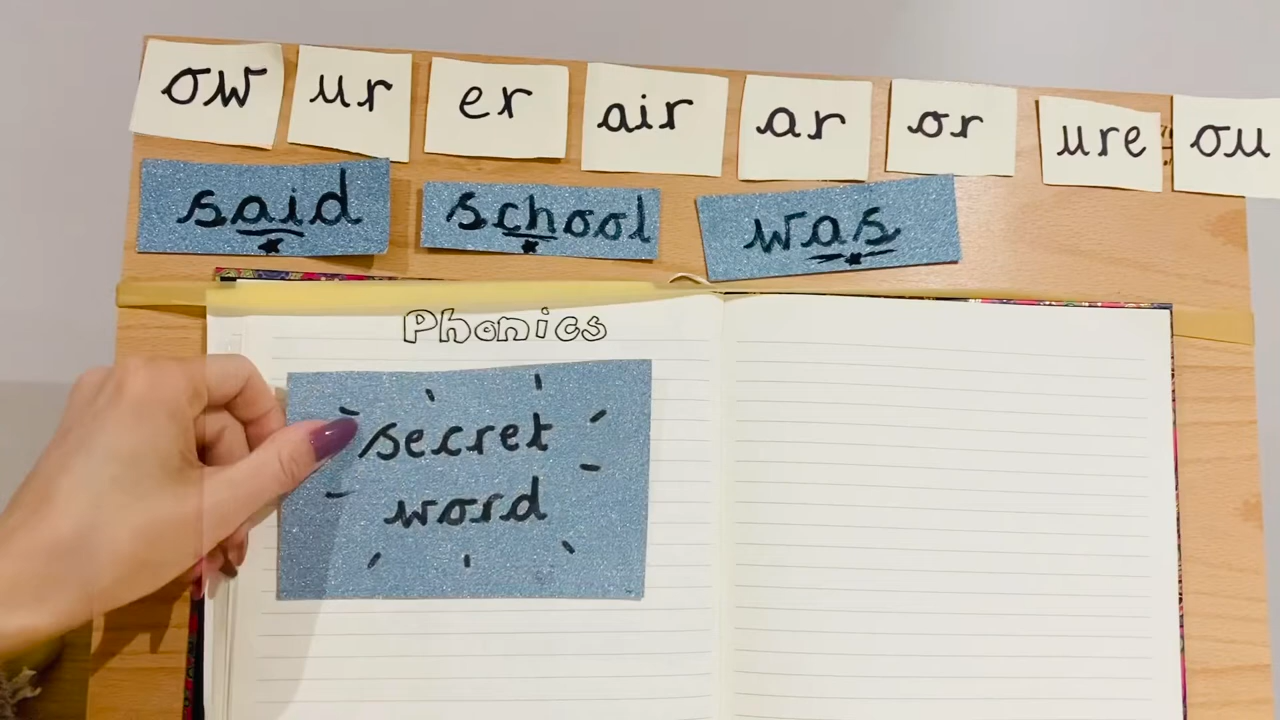 ow ur er air ar or ure ou
said school was
Phonics
secret
word